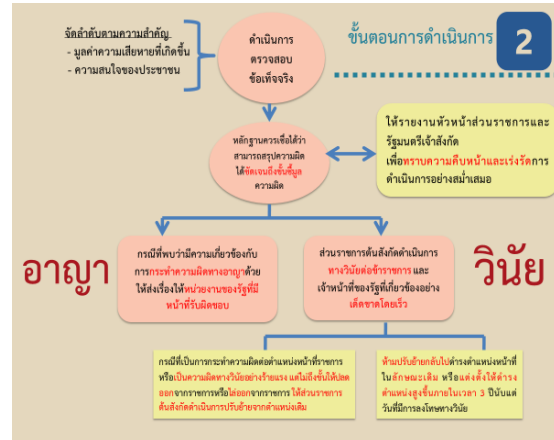 จัดลำดับตามความสำคัญ
- มูลค่าความเสียหายที่เกิดขึ้น
- ความสนใจของประชาชน
ดำเนินการ
ตรวจสอบ
ข้อเท็จจริง
ขั้นตอนการดำเนินการ
2
หลักฐานควรเชื่อได้ว่า
สามารถสรุปความผิด
ได้ชัดเจนถึงชั้นชี้มูล
ความผิด
ให้รายงานหัวหน้าส่วนราชการและ
รัฐมนตรีเจ้าสังกัด
เพื่อทราบความคืบหน้าและเร่งรัดการ
ดำเนินการอย่างสม่ำเสมอ
อาญา
กรณีที่พบว่ามีความเกี่ยวข้องกับ
การกระทำความผิดทางอาญาด้วย
ให้ส่งเรื่องให้หน่วยงานของรัฐที่มี
หน้าที่รับผิดชอบ
ส่วนราชการต้นสังกัดดำเนินการ
ทางวินัยต่อข้าราชการ และ
เจ้าหน้าที่ของรัฐที่เกี่ยวข้องอย่าง
เด็ดขาดโดยเร็ว
วินัย
กรณีที่เป็นการกระทำความผิดต่อตำแหน่งหน้าที่ราชการ
หรือเป็นความผิดทางวินัยอย่างร้ายแรง แต่ไม่ถึงขั้นให้ปลด
ออกจากราชการหรือไล่ออกจากราชการ ให้ส่วนราชการ
ต้นสังกัดดำเนินการปรับย้ายจากตำแหน่งเดิม
ห้ามปรับย้ายกลับไปดำรงตำแหน่งหน้าที่
ในลักษณะเดิม หรือแต่งตั้งให้ดำรง
ตำแหน่งสูงขึ้นภายในเวลา 3 ปีนับแต่
วันที่มีการลงโทษทางวินัย